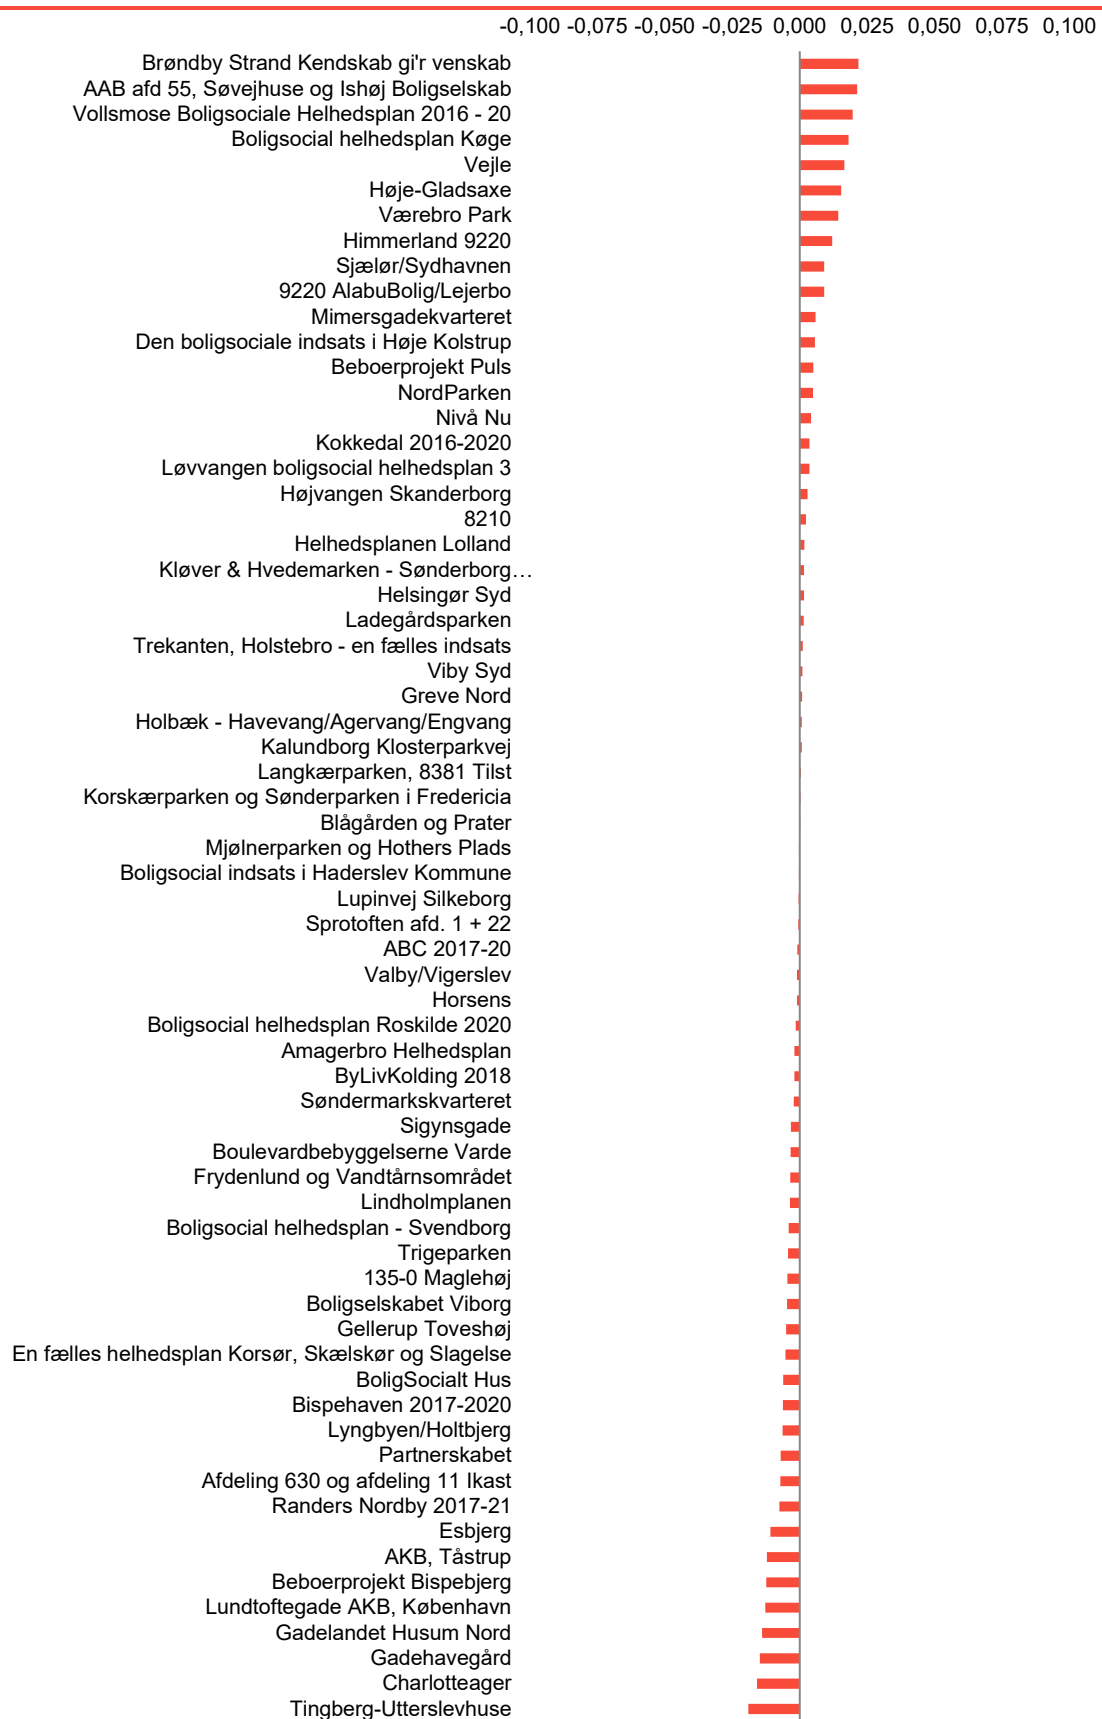 -0,100 -0,075 -0,050 -0,025 0,000 0,025 0,050 0,075 0,100
Brøndby Strand Kendskab gi'r venskab
AAB afd 55, Søvejhuse og Ishøj Boligselskab
Vollsmose Boligsociale Helhedsplan 2016 - 20
Boligsocial helhedsplan Køge
Vejle
Høje-Gladsaxe
Værebro Park
Himmerland 9220
Sjælør/Sydhavnen
9220 AlabuBolig/Lejerbo
Mimersgadekvarteret
Den boligsociale indsats i Høje Kolstrup
Beboerprojekt Puls
NordParken
Nivå Nu
Kokkedal 2016-2020
Løvvangen boligsocial helhedsplan 3
Højvangen Skanderborg
8210
Helhedsplanen Lolland
Kløver & Hvedemarken - Sønderborg…
Helsingør Syd
Ladegårdsparken
Trekanten, Holstebro - en fælles indsats
Viby Syd
Greve Nord
Holbæk - Havevang/Agervang/Engvang
Kalundborg Klosterparkvej
Langkærparken, 8381 Tilst
Korskærparken og Sønderparken i Fredericia
Blågården og Prater
Mjølnerparken og Hothers Plads
Boligsocial indsats i Haderslev Kommune
Lupinvej Silkeborg
Sprotoften afd. 1 + 22
ABC 2017-20
Valby/Vigerslev
Horsens
Boligsocial helhedsplan Roskilde 2020
Amagerbro Helhedsplan
ByLivKolding 2018
Søndermarkskvarteret
Sigynsgade
Boulevardbebyggelserne Varde
Frydenlund og Vandtårnsområdet
Lindholmplanen
Boligsocial helhedsplan - Svendborg
Trigeparken
135-0 Maglehøj
Boligselskabet Viborg
Gellerup Toveshøj
En fælles helhedsplan Korsør, Skælskør og Slagelse
BoligSocialt Hus
Bispehaven 2017-2020
Lyngbyen/Holtbjerg
Partnerskabet
Afdeling 630 og afdeling 11 Ikast
Randers Nordby 2017-21
Esbjerg
AKB, Tåstrup
Beboerprojekt Bispebjerg
Lundtoftegade AKB, København
Gadelandet Husum Nord
Gadehavegård
Charlotteager
Tingberg-Utterslevhuse